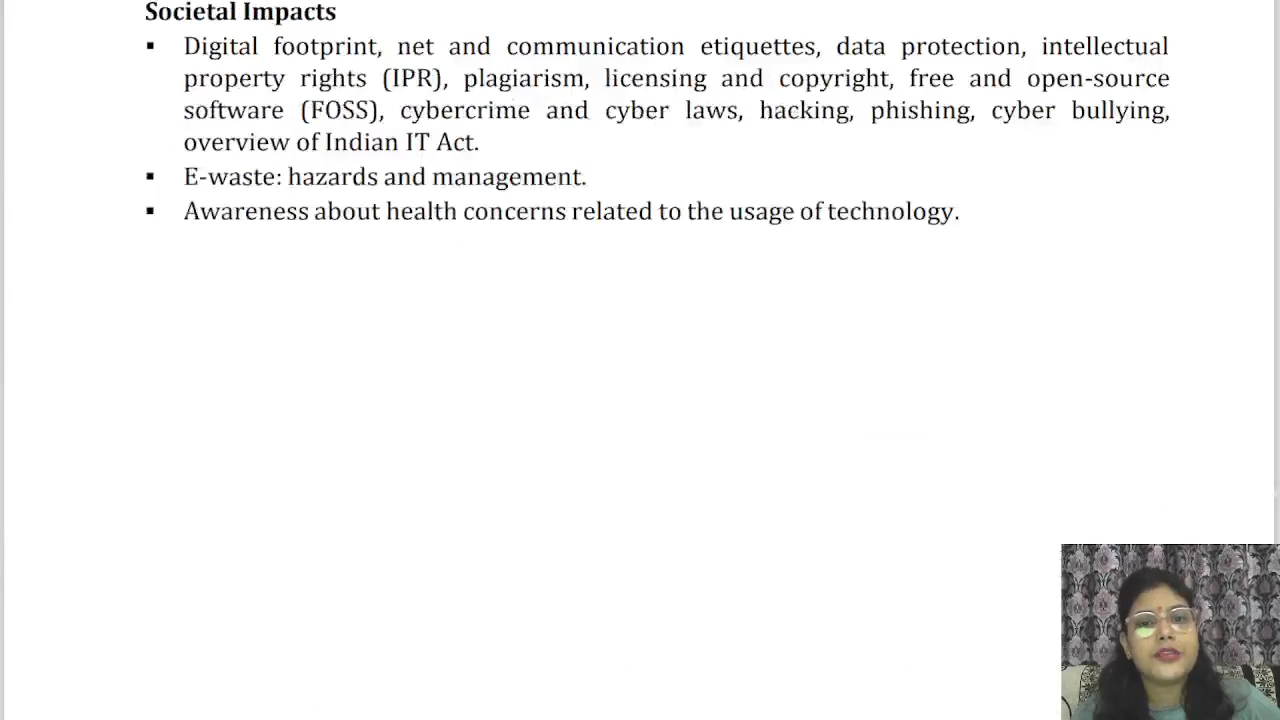 Societal Impacts
▪ Digital footprint, net and communication etiquettes, data protection, intellectual
property rights (IPR), plagiarism, licensing and copyright, free and open-source
software (FOSS), cybercrime and cyber laws, hacking, phishing, cyber bullying,
overview of Indian IT Act.
▪ E-waste: hazards and management.
▪ Awareness about health concerns related to the usage of technology.